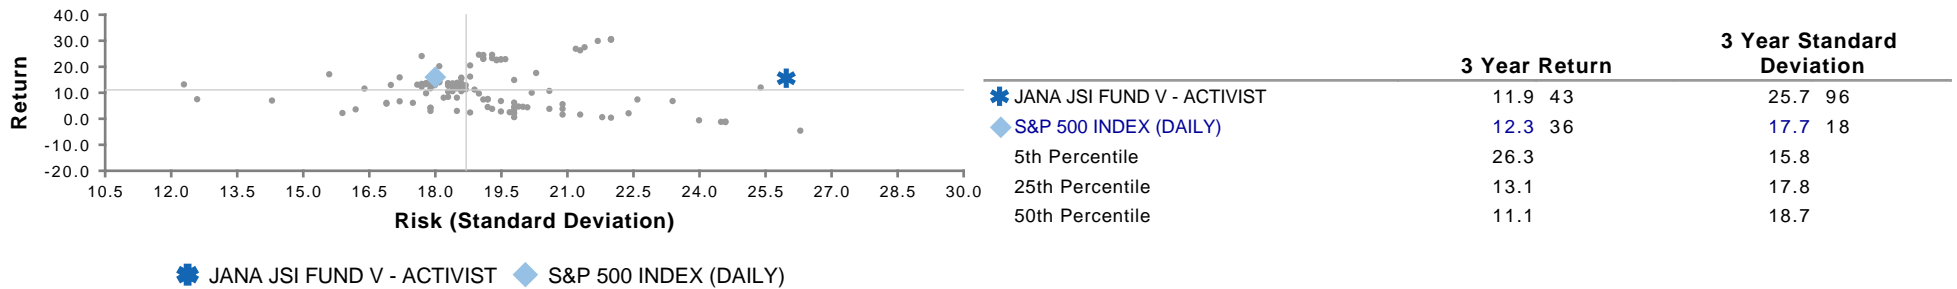 40.0
30.0
20.0
10.0
0.0
-10.0
-20.0
Return
10.5 12.0 13.5 15.0 16.5 18.0 19.5 21.0 22.5 24.0 25.5 27.0 28.5 30.0
Risk (Standard Deviation)
JANA JSI FUND V - ACTIVIST S&P 500 INDEX (DAILY)
3 Year Return 3 Year Standard
Deviation
JANA JSI FUND V - ACTIVIST 11.9 43 25.7 96
S&P 500 INDEX (DAILY) 12.3 36 17.7 18
5th Percentile 26.3 15.8
25th Percentile 13.1 17.8
50th Percentile 11.1 18.7